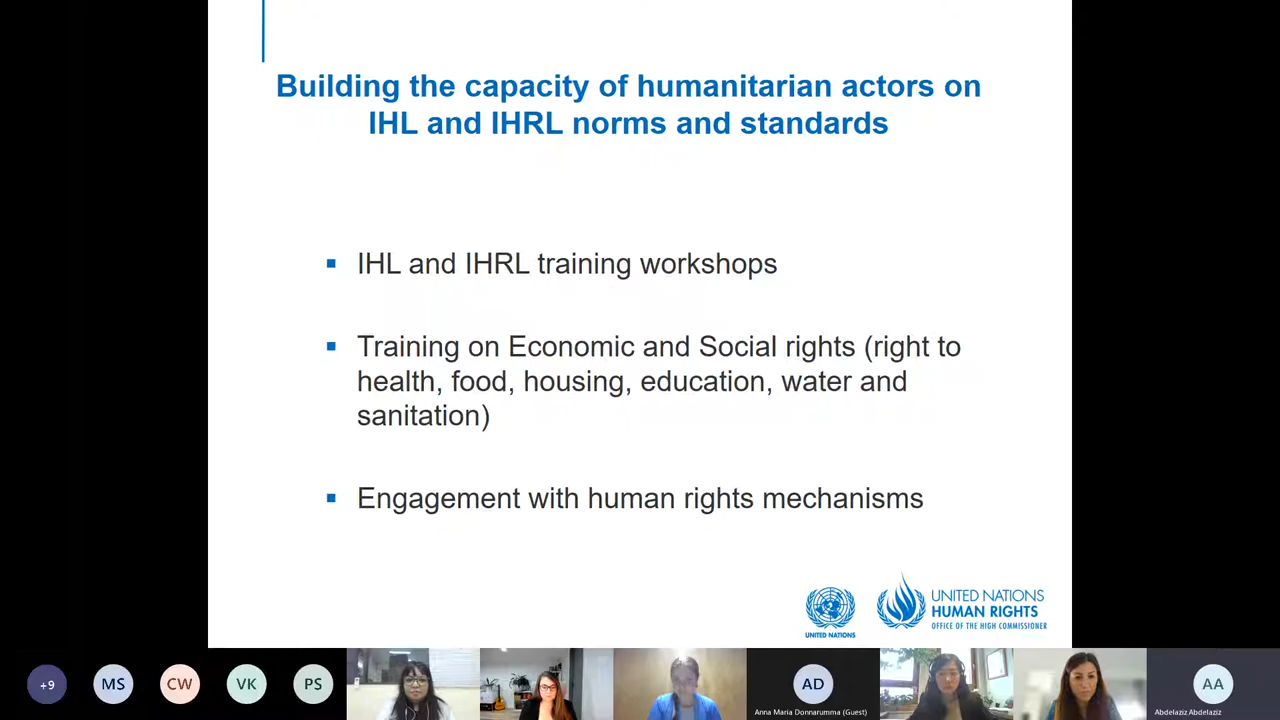 Building the capacity of humanitarian actors on
IHL and IHRL norms and standards
▪ IHL and IHRL training workshops
▪ Training on Economic and Social rights (right to
health, food, housing, education, water and
sanitation)
▪ Engagement with human rights mechanisms
UNITED NATIONS
UNITED NATIONS
HUMAN RIGHTS
OFFICE OF THE HIGH COMMISSIONER
+9
MS
CW
VK
PS
AD
Anna Maria Donnarumma (Guest)
AA
Abdelaziz Abdelaziz